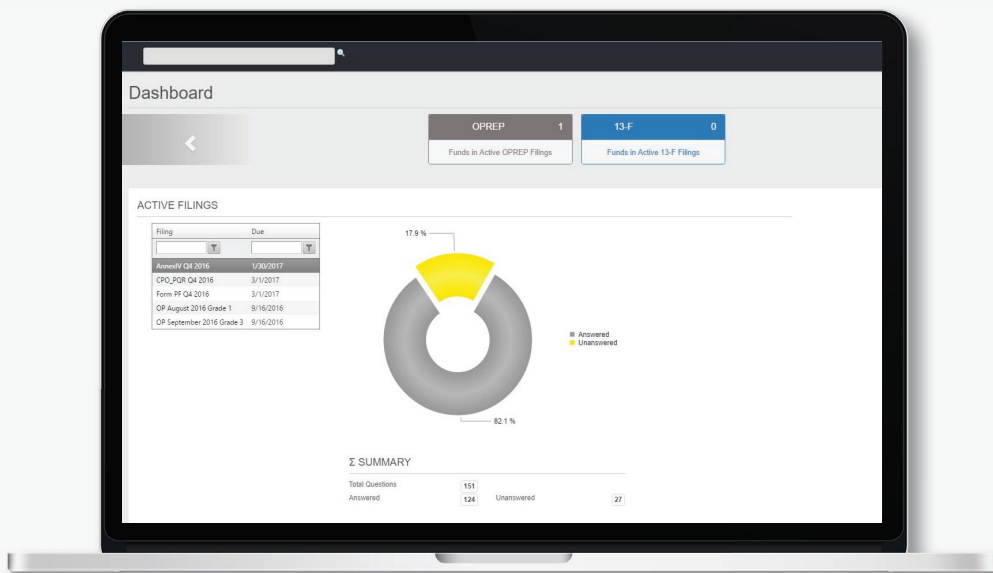 Dashboard
OPREP 1
Funds in Active OPREP Filings
13-F 0
Funds in Active 13-F Filings
ACTIVE FILINGS
Filing Due
AnnexIV Q4 2016 1/30/2017
CPO_PQR Q4 2016 3/1/2017
Form PF Q4 2016 3/1/2017
OP August 2016 Grade 1 9/16/2016
OP September 2016 Grade 3 9/16/2016
17.9 %
Answered
Unanswered
82.1 %
Σ SUMMARY
Total Questions 151
Answered 124 Unanswered 27